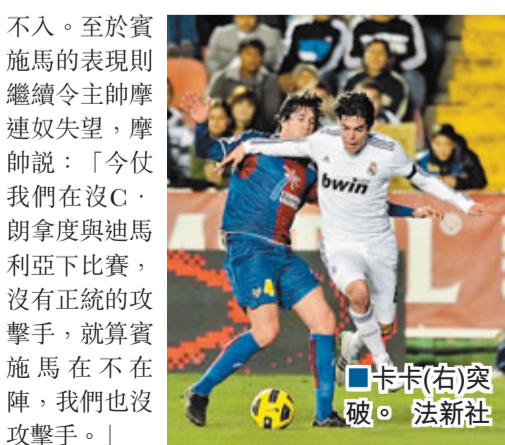 不入。至於賓
施馬的表現則
繼續令主帥摩
連奴失望，摩
帥説：「今仗
我們在沒C‧
朗拿度與迪馬
利亞下比賽，
沒有正統的攻
擊手，就算賓
施馬在不在
陣，我們也沒
攻擊手。」
bwin
4
■卡卡(右)突
破。 法新社